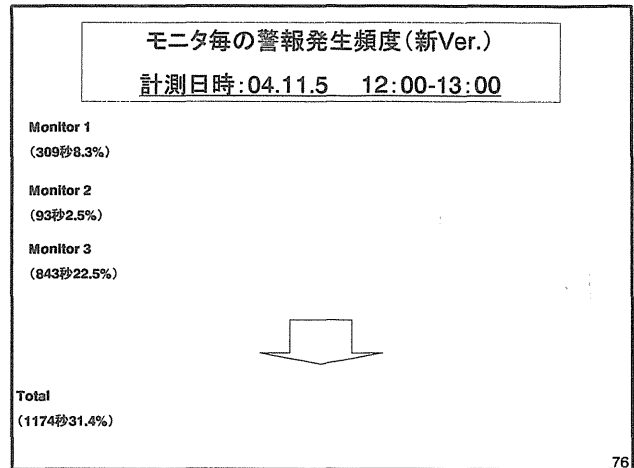 モニタ毎の警報発生頻度（新Ver.）
計測日時：04.11.5　12：00-13：00
Monitor 1
（309秒8.3%）
Monitor 2
（93秒2.5%）
Monitor 3
（843秒22.5%）
Total
（1174秒31.4%）
76